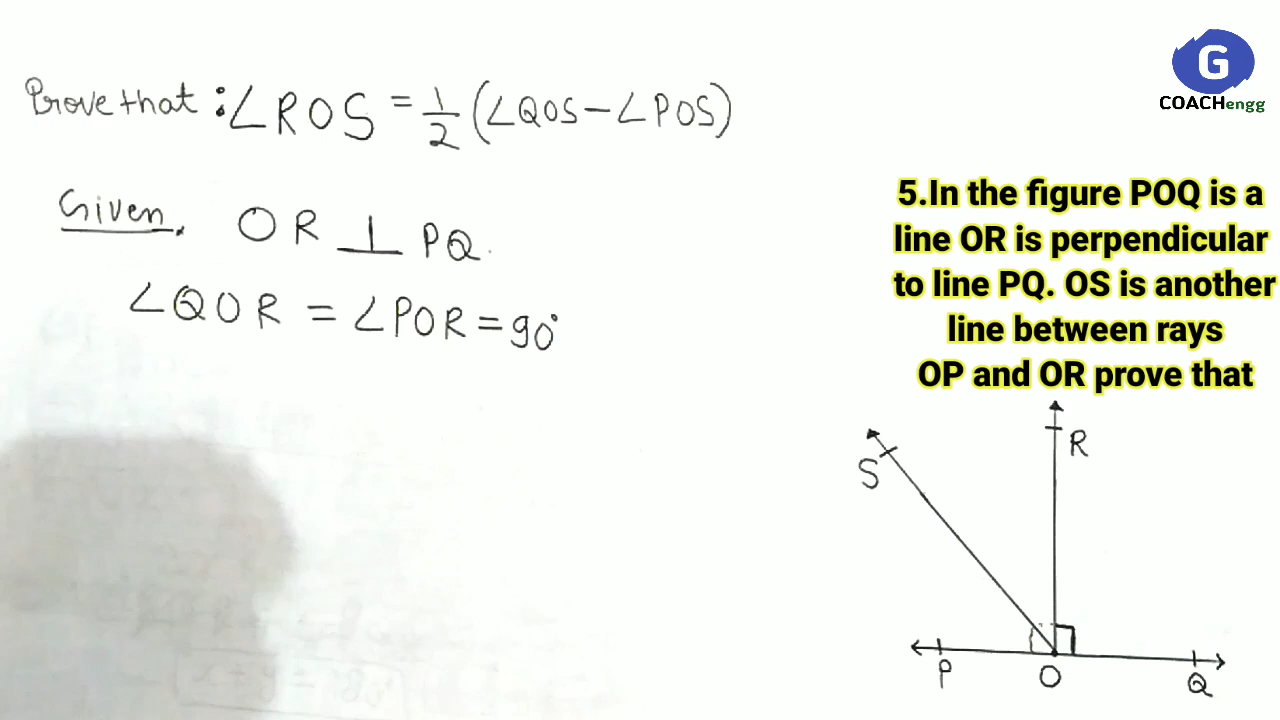 Prove that : ∠ROS = 1/2 (∠QOS - ∠POS)
Given. OR ⊥ PQ.
∠QOR = ∠POR = 90°
G
COACHengg
5.In the figure POQ is a
line OR is perpendicular
to line PQ. OS is another
line between rays
OP and OR prove that
R
S
P
O
Q